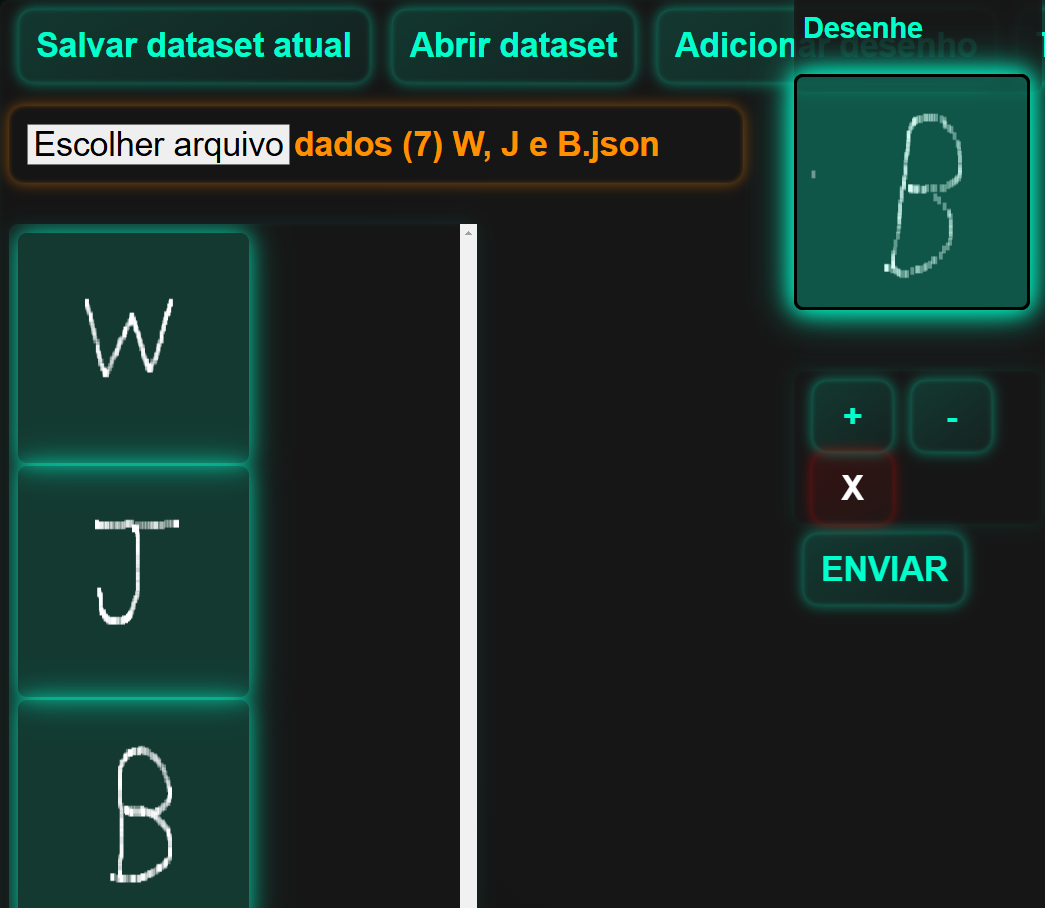 Salvar dataset atual Abrir dataset Adicionar desenho
Desenhe
Escolher arquivo dados (7) W, J e B.json
B
W
+ -
X
J
ENVIAR
B